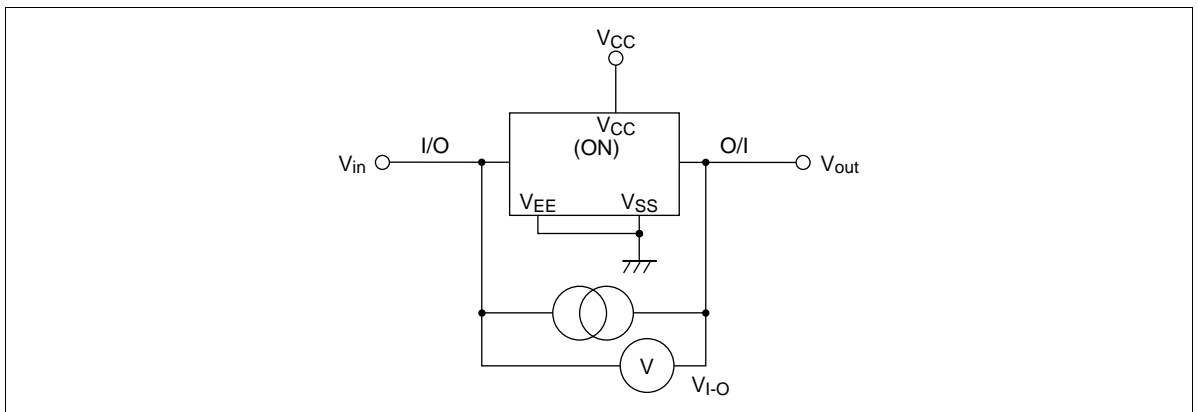 VCC
VCC
(ON)
Vin
I/O
O/I
Vout
VEE
VSS
V
VI-O